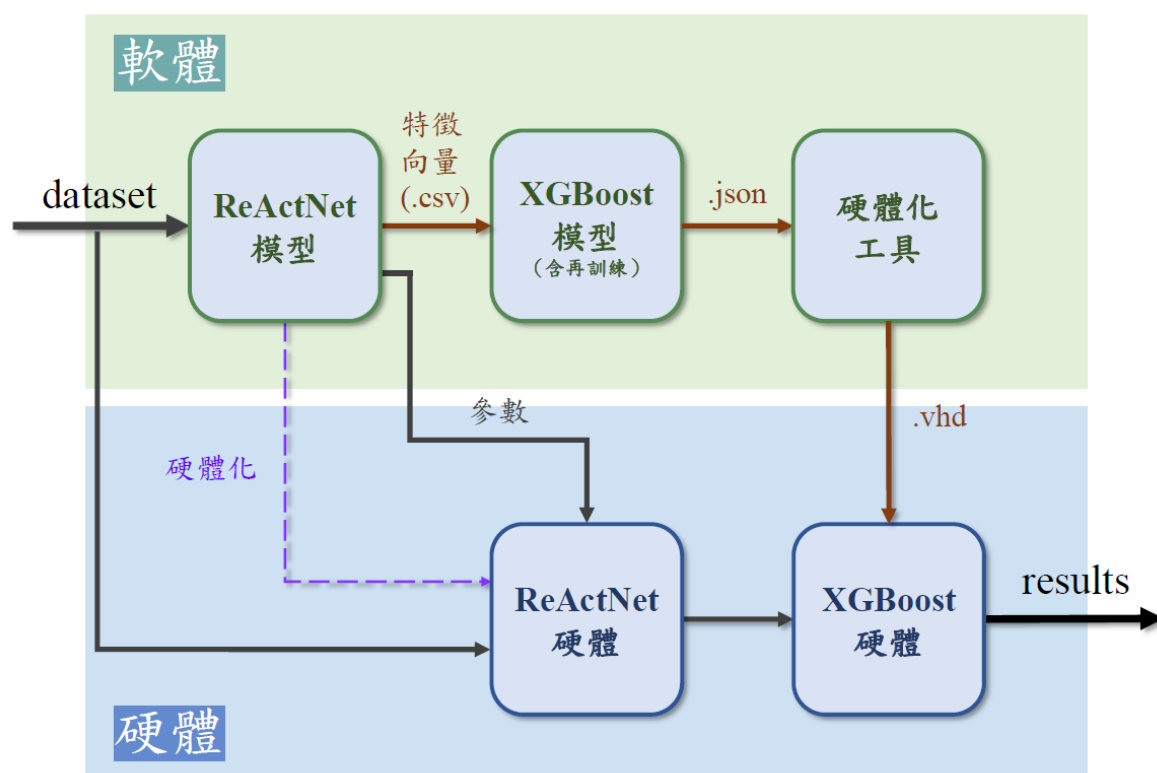 軟體
dataset
ReActNet
模型
特徵
向量
(.csv)
XGBoost
模型
(含再訓練)
.json
硬體化
工具
參數
.vhd
硬體化
ReActNet
硬體
XGBoost
硬體
results
硬體